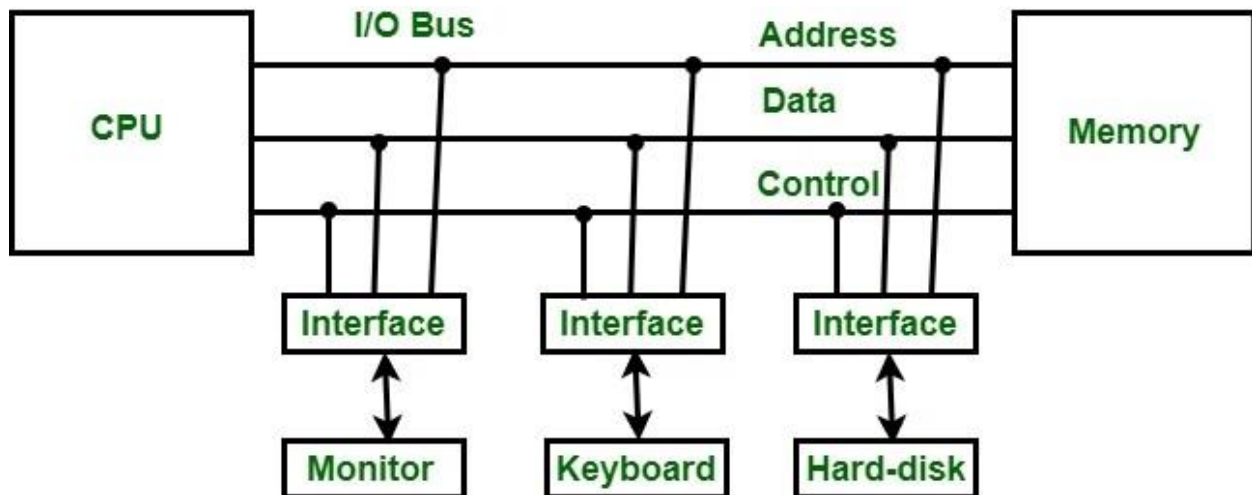 I/O Bus
Address
Data
CPU
Memory
Control
Interface
Interface
Interface
Monitor
Keyboard
Hard-disk